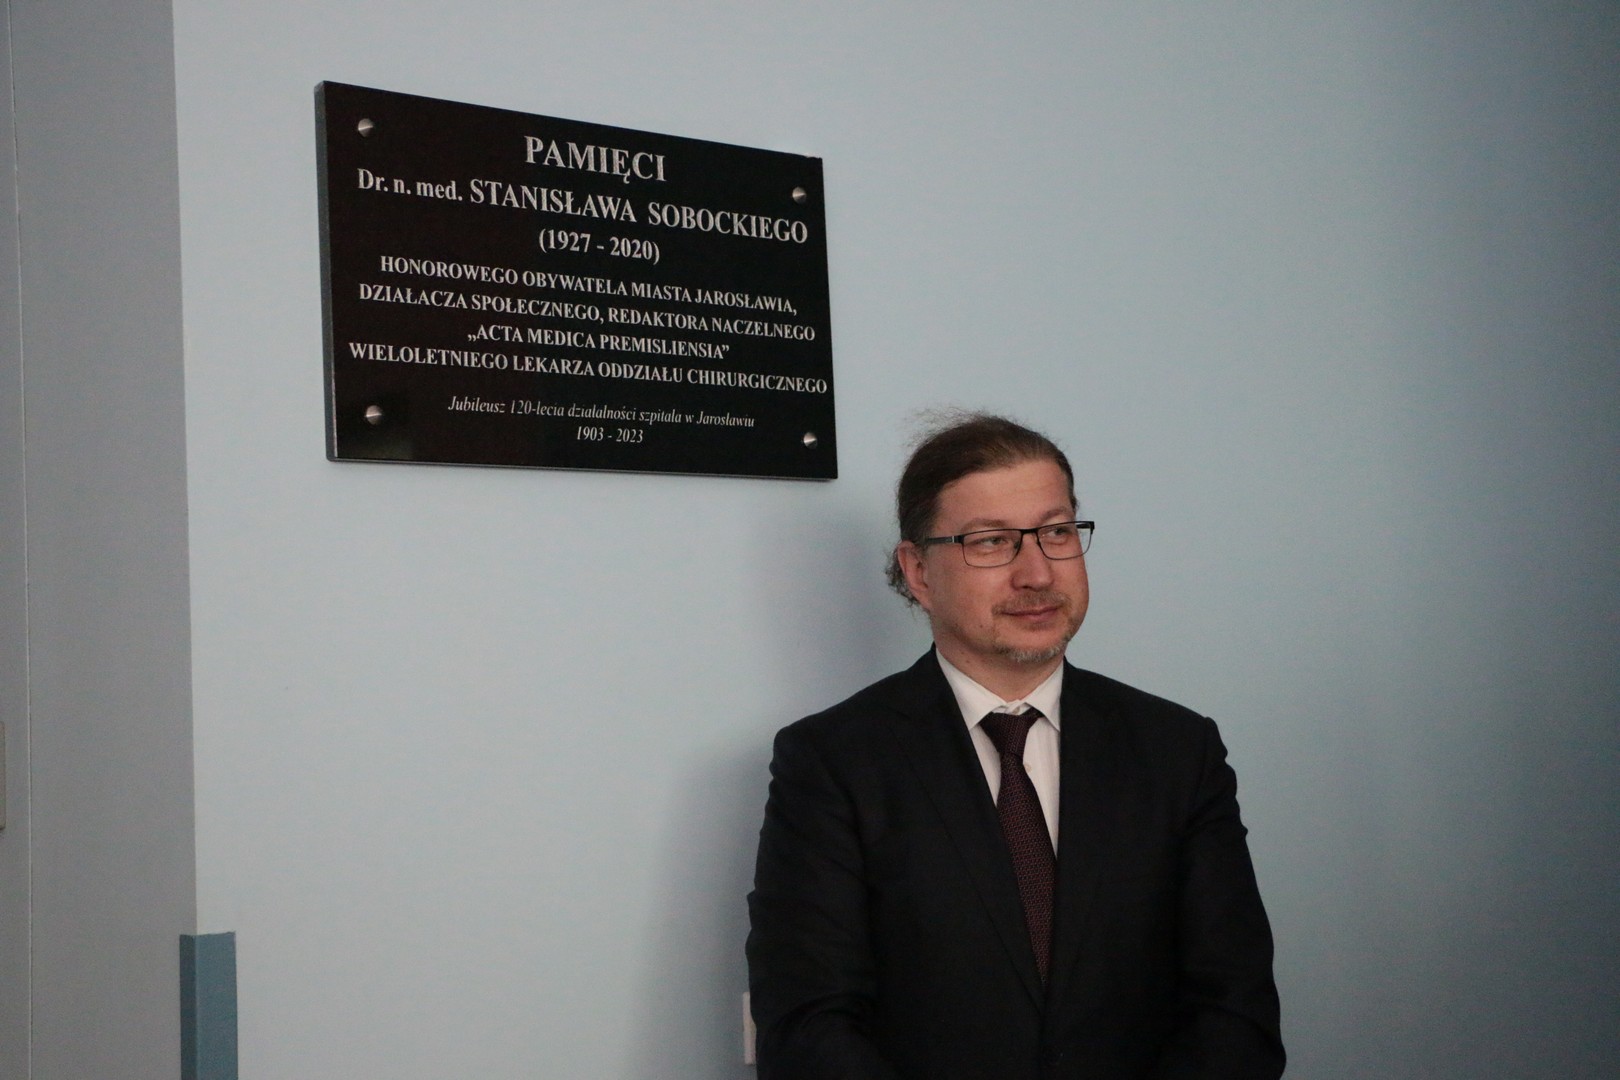 PAMIĘCI
Dr. n. med. STANISŁAWA SOBOCKIEGO
(1927 - 2020)
HONOROWEGO OBYWATELA MIASTA JAROSŁAWIA,
DZIAŁACZA SPOŁECZNEGO, REDAKTORA NACZELNEGO
„ACTA MEDICA PREMISLIENSIA”
WIELOLETNIEGO LEKARZA ODDZIAŁU CHIRURGICZNEGO
Jubileusz 120-lecia działalności szpitala w Jarosławiu
1903 - 2023